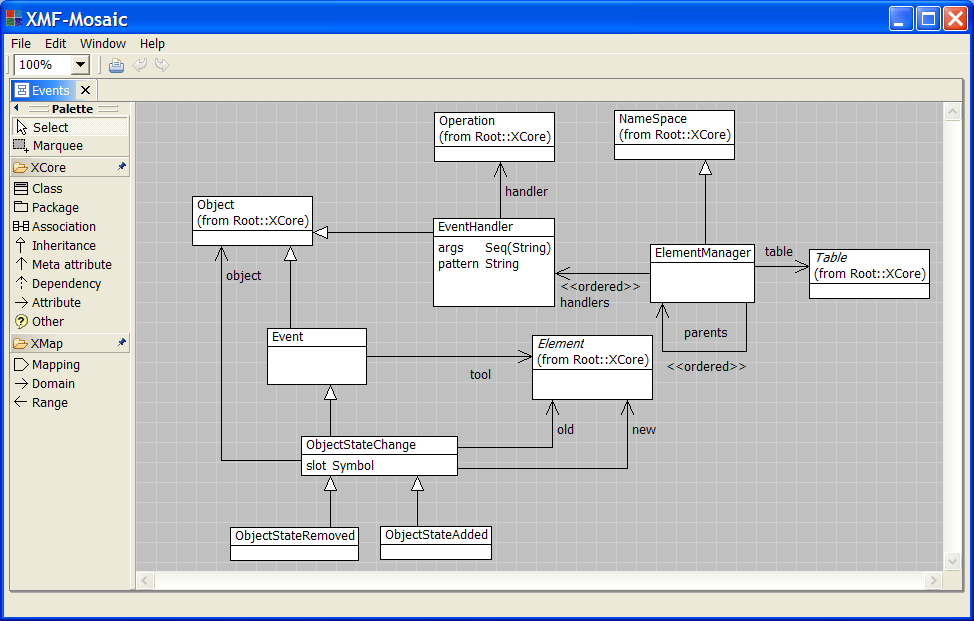 XMF-Mosaic
File Edit Window Help
100%
Events
Palette
Select
Marquee
XCore
Class
Package
Association
Inheritance
Meta attribute
Dependency
Attribute
Other
XMap
Mapping
Domain
Range
Operation
(from Root::XCore)
NameSpace
(from Root::XCore)
handler
Object
(from Root::XCore)
EventHandler
args Seq(String)
pattern String
ElementManager
table
Table
(from Root::XCore)
object
<<ordered>>
handlers
Event
Element
(from Root::XCore)
parents
<<ordered>>
tool
old
new
ObjectStateChange
slot Symbol
ObjectStateRemoved
ObjectStateAdded